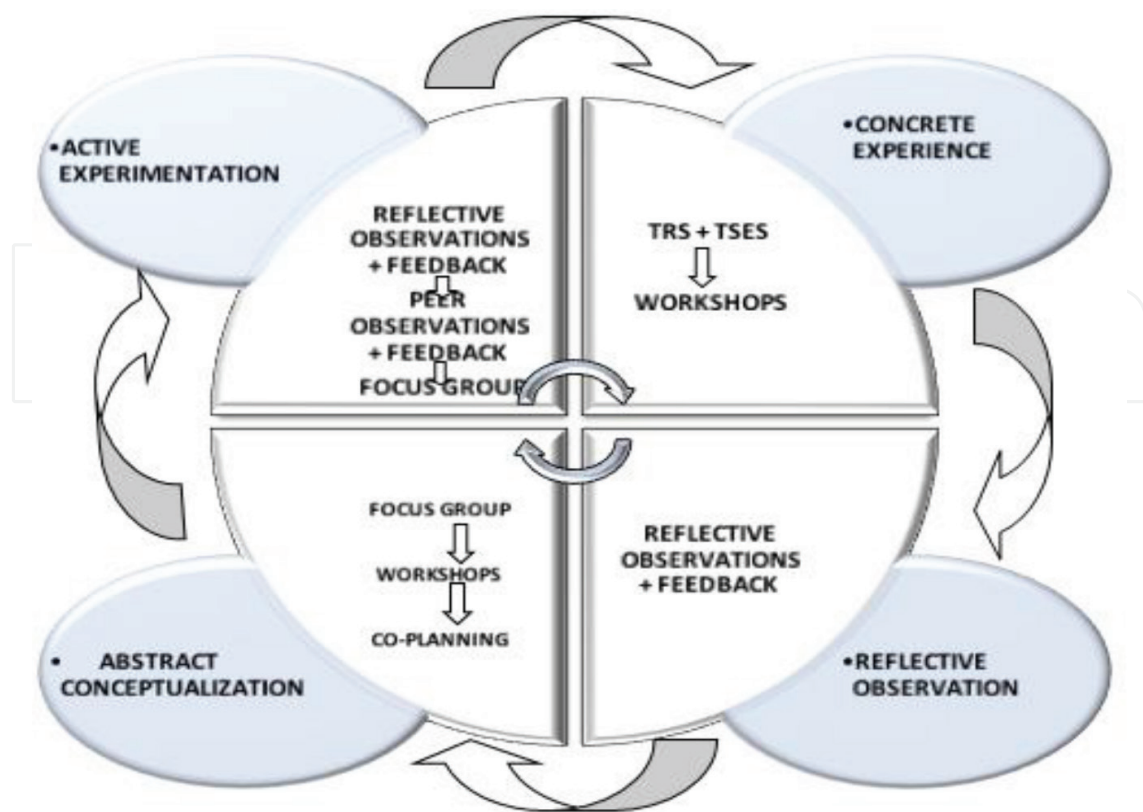 •ACTIVE
EXPERIMENTATION
•CONCRETE
EXPERIENCE
REFLECTIVE
OBSERVATIONS
+ FEEDBACK
PEER
OBSERVATIONS
+ FEEDBACK
FOCUS GROUP
TRS + TSES
WORKSHOPS
FOCUS GROUP
WORKSHOPS
CO-PLANNING
REFLECTIVE
OBSERVATIONS
+ FEEDBACK
• ABSTRACT
CONCEPTUALIZATION
•REFLECTIVE
OBSERVATION